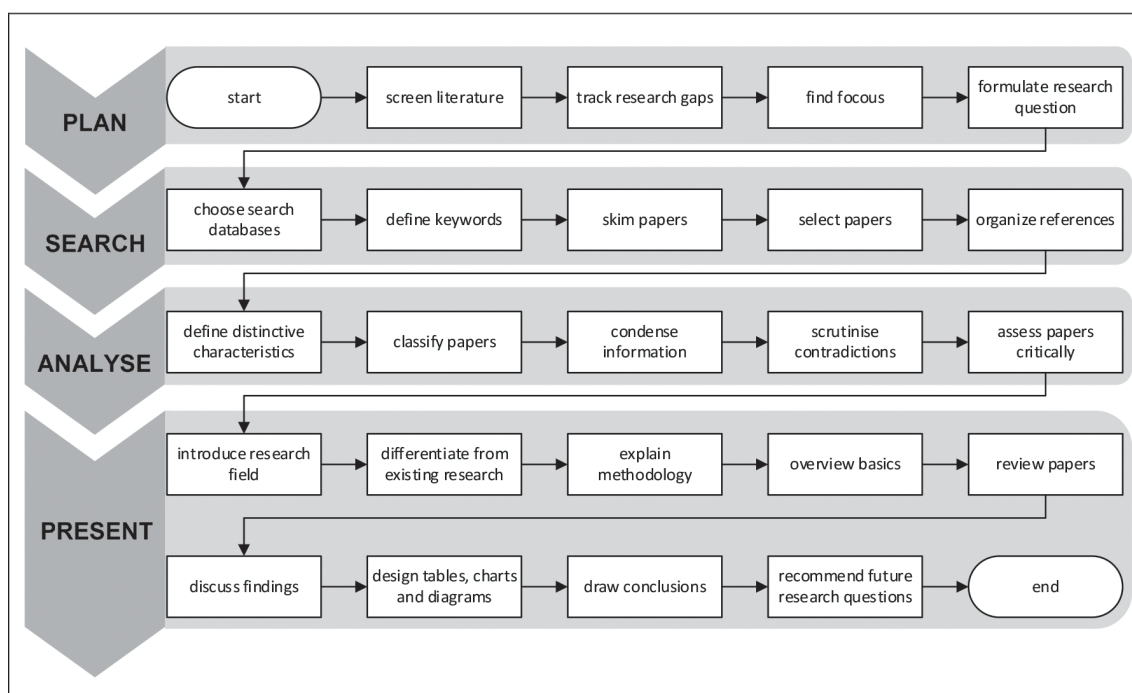 PLAN
start
screen literature
track research gaps
find focous
formulate research
question
SEARCH
choose search
databases
define keywords
skim papers
select papers
organize references
ANALYSE
define distinctive
characteristics
classify papers
condense
information
scrutinise
contradictions
assess papers
critically
PRESENT
introduce research
field
differentiate from
existing research
explain
methodology
overview basics
review papers
discuss findings
design tables, charts
and diagrams
draw conclusions
recommend future
research questions
end